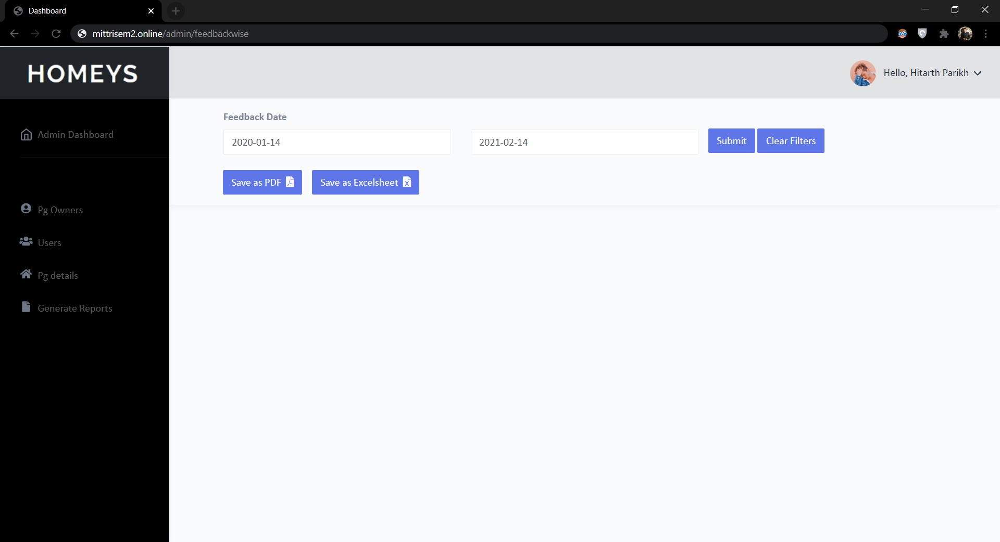 Dashboard
mittrisem2.online/admin/feedbackwise
HOMEYS
Hello, Hitarth Parikh
Admin Dashboard
Pg Owners
Users
Pg details
Generate Reports
Feedback Date
2020-01-14
2021-02-14
Submit
Clear Filters
Save as PDF
Save as Excelsheet